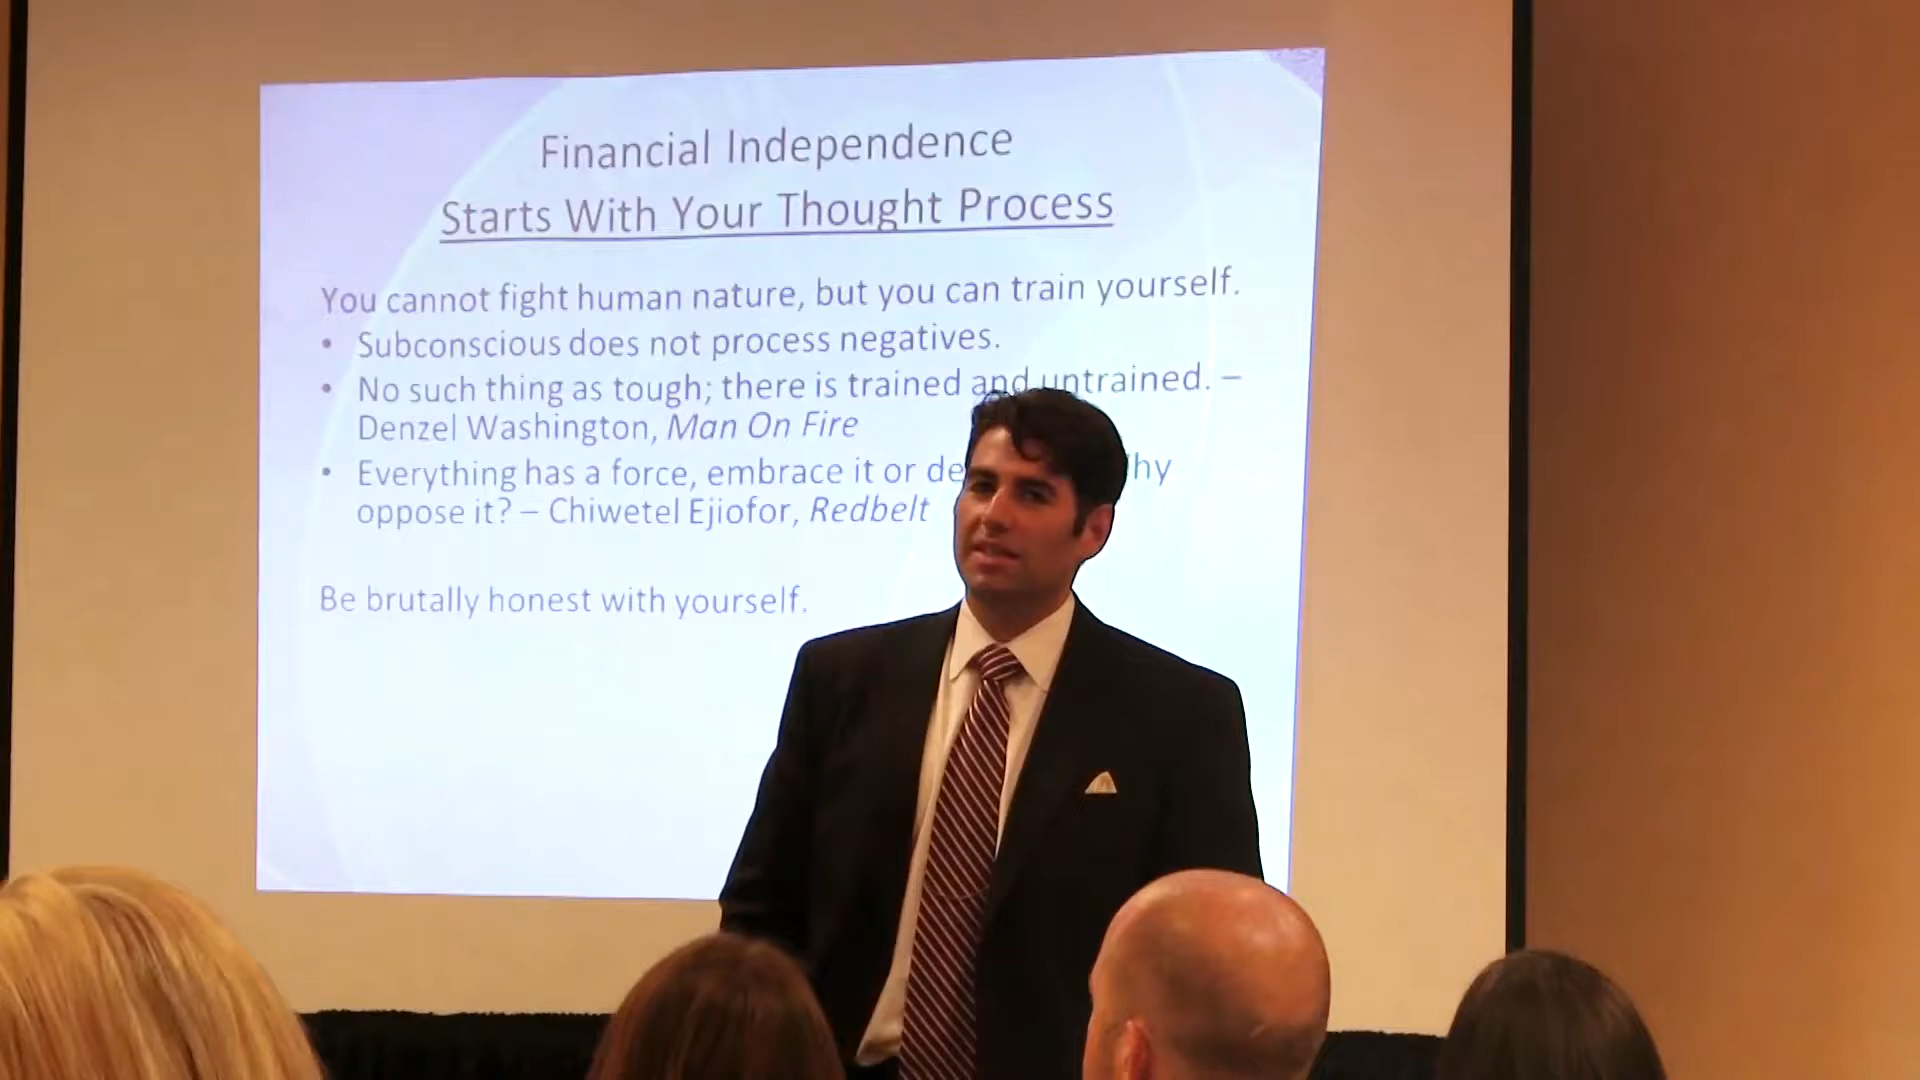 Financial Independence
Starts With Your Thought Process
You cannot fight human nature, but you can train yourself.
• Subconscious does not process negatives.
• No such thing as tough; there is trained and untrained. –
Denzel Washington, Man On Fire
• Everything has a force, embrace it or
oppose it? – Chiwetel Ejiofor, Redbelt
Be brutally honest with yourself.